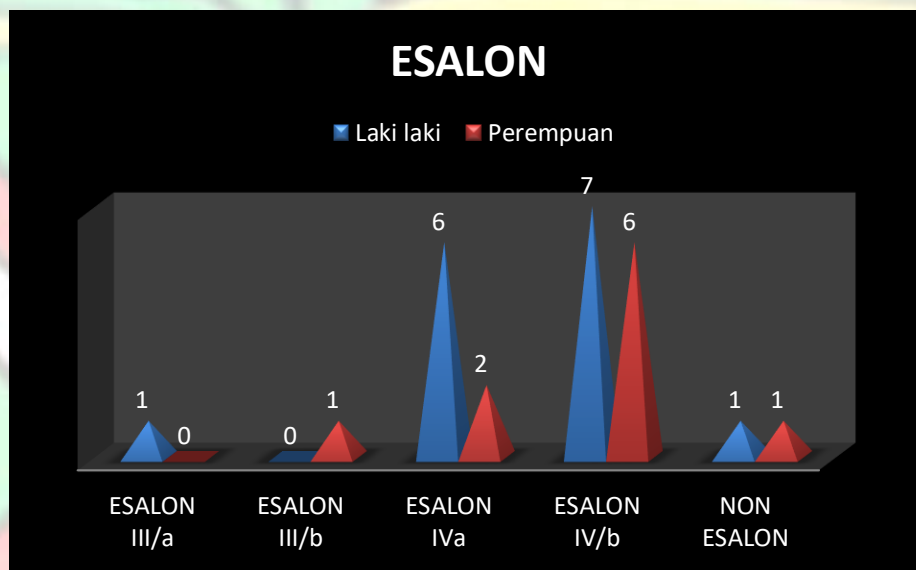 ESALON
Laki laki Perempuan
7
6 6
2
1 1 1 1
0 0
ESALON ESALON ESALON ESALON NON
III/a III/b IVa IV/b ESALON